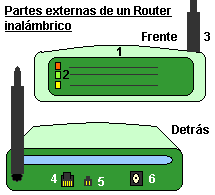 Partes externas de un Router
inalámbrico
Frente 3
1
2
Detrás
4 5 6